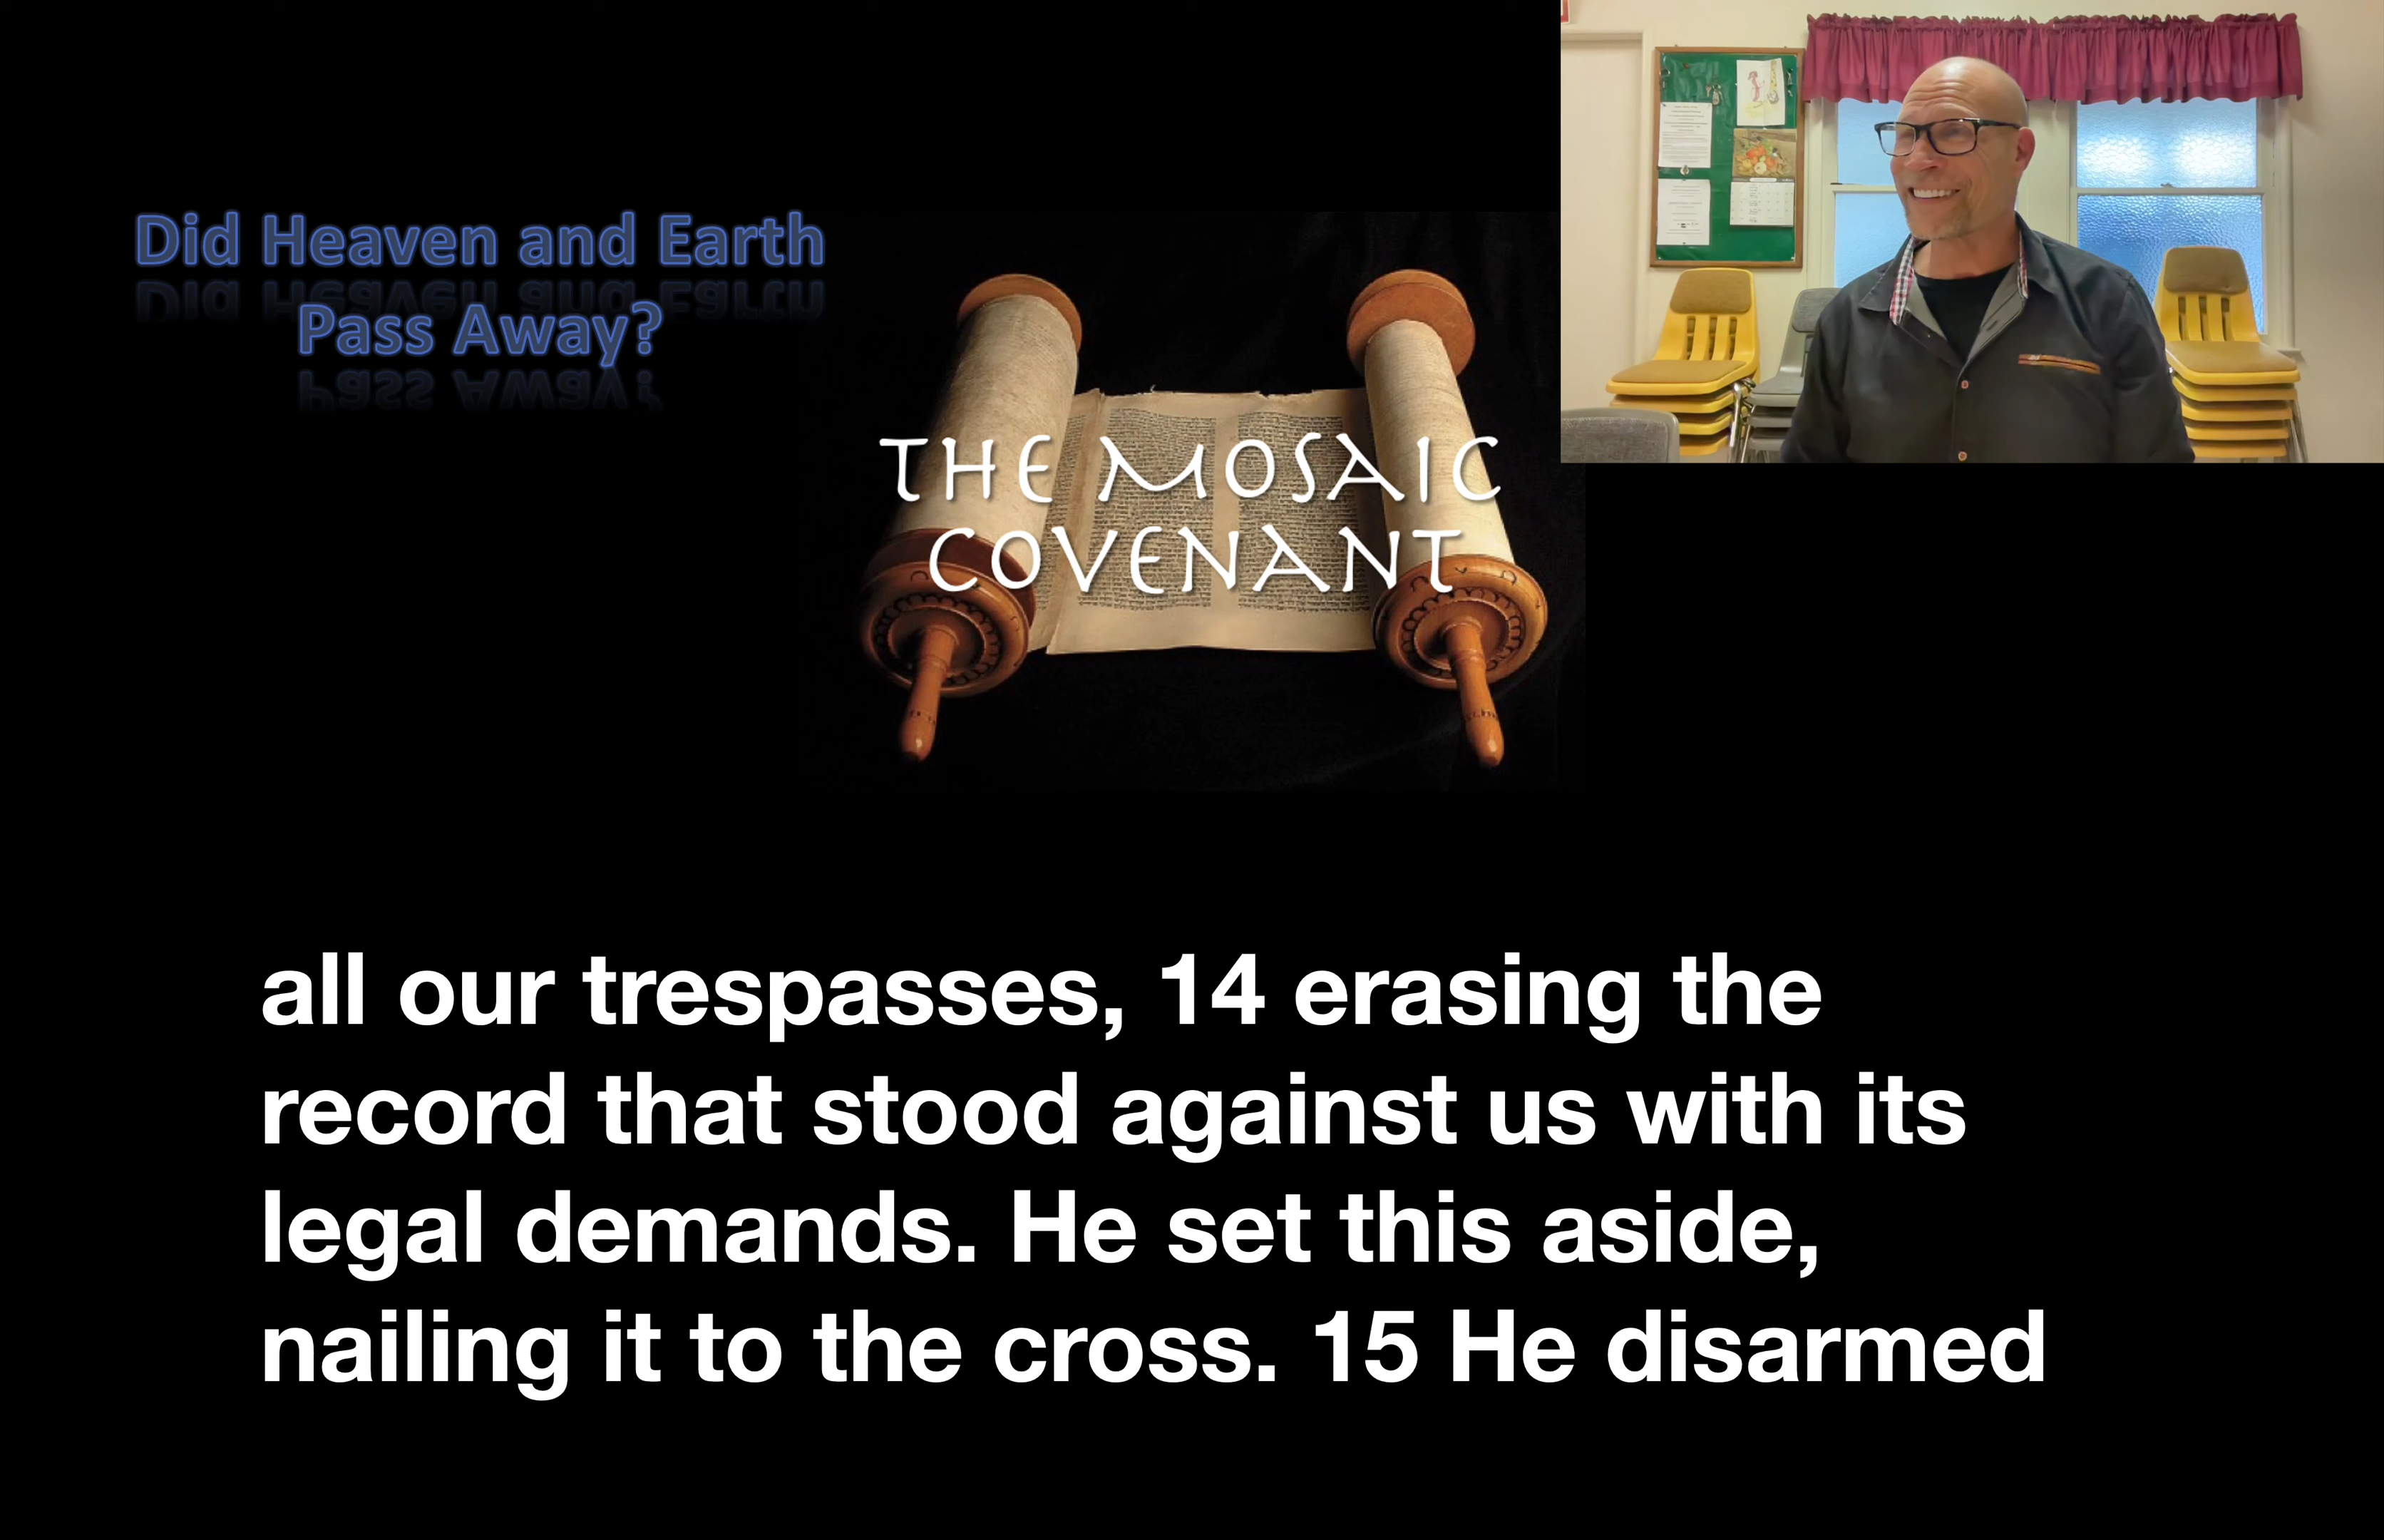 Did Heaven and Earth
Pass Away?
THE MOSAIC
COVENANT
all our trespasses, 14 erasing the
record that stood against us with its
legal demands. He set this aside,
nailing it to the cross. 15 He disarmed